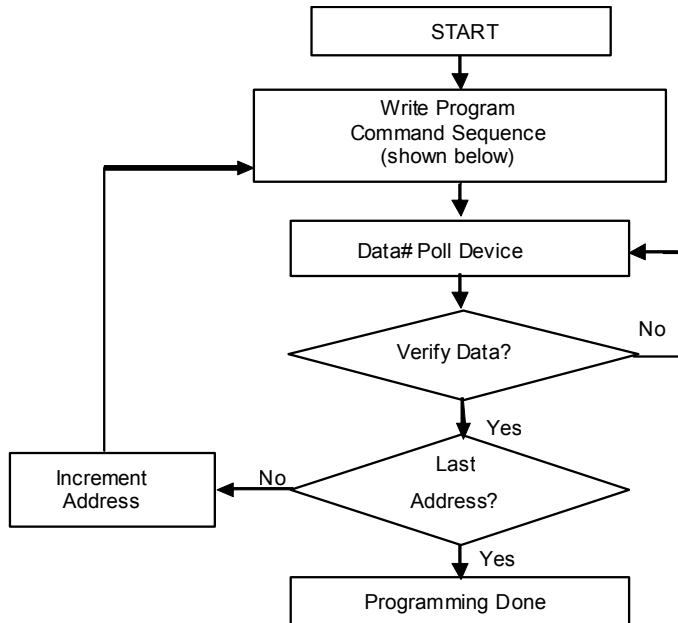 START
Write Program
Command Sequence
(shown below)
Data# Poll Device
No
Verify Data?
Yes
Last
Address?
No
Increment
Address
Yes
Programming Done